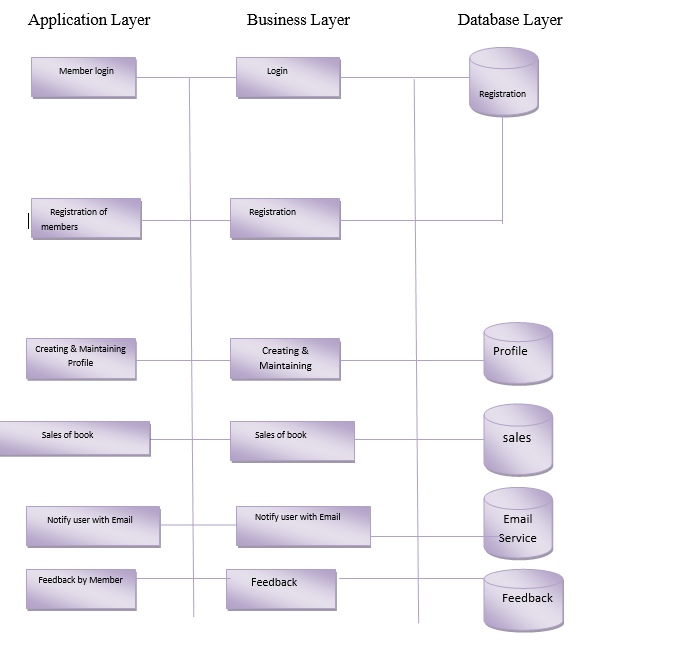 Application Layer
Business Layer
Database Layer
Member login
Login
Registration
Registration of
members
Registration
Creating & Maintaining
Profile
Creating &
Maintaining
Profile
Sales of book
Sales of book
sales
Notify user with Email
Notify user with Email
Email
Service
Feedback by Member
Feedback
Feedback